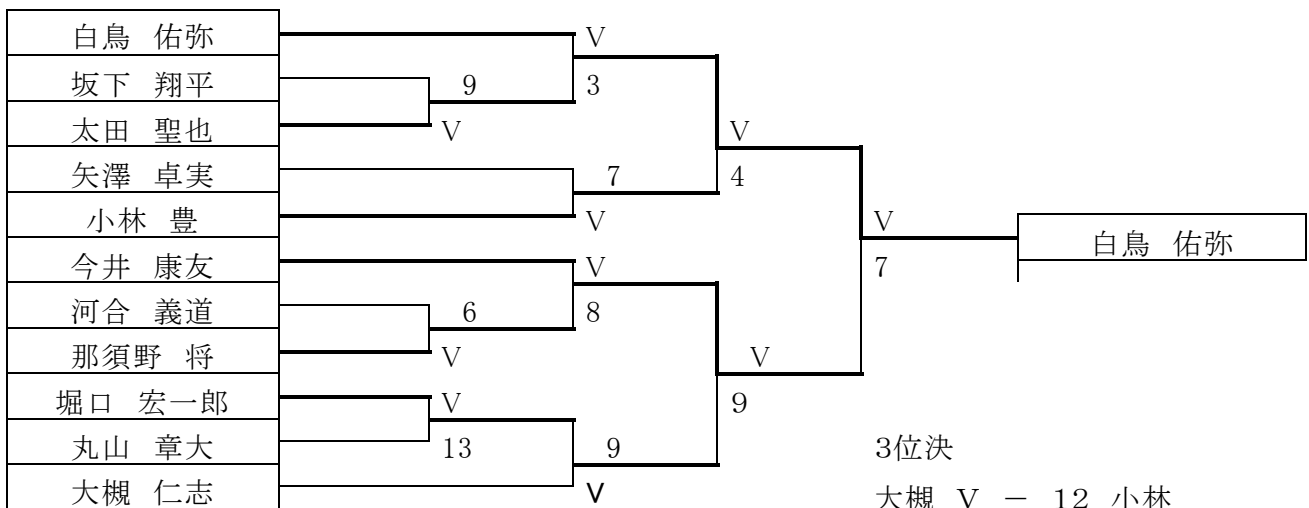 白鳥 佑弥
V
坂下 翔平
9
3
太田 聖也
V
V
矢澤 卓実
7
4
小林 豊
V
V
白鳥 佑弥
今井 康友
V
7
河合 義道
6
8
那須野 将
V
V
堀口 宏一郎
V
9
丸山 章大
13
9
3位決
大槻 仁志
V
大槻 V － 12 小林